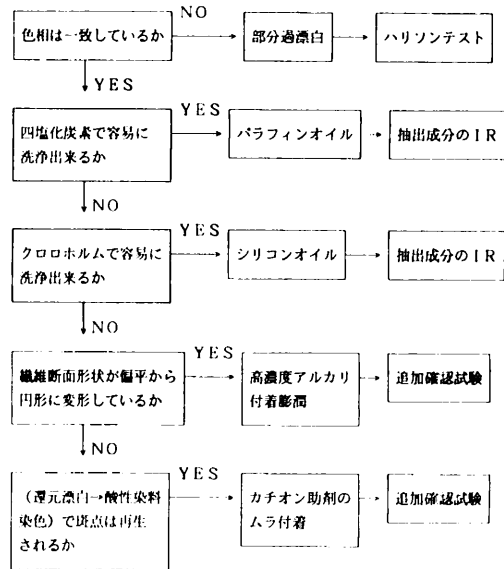 色相は一致しているか
NO
部分過漂白
ハリソンテスト
YES
四塩化炭素で容易に
洗浄出来るか
YES
パラフィンオイル
抽出成分のIR
NO
クロロホルムで容易に
洗浄出来るか
YES
シリコンオイル
抽出成分のIR
NO
繊維断面形状が偏平から
円形に変形しているか
YES
高濃度アルカリ
付着膨潤
追加確認試験
NO
(還元漂白→酸性染料
染色)で斑点は再生
されるか
YES
カチオン助剤の
ムラ付着
追加確認試験